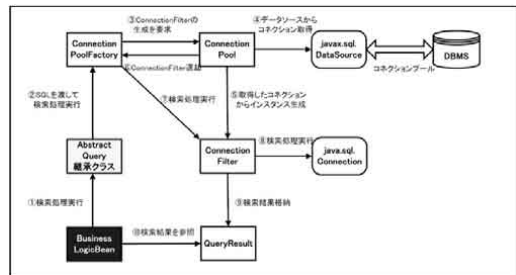 ③ConnectionFilterの
生成を要求
④データソースから
コネクション取得
Connection
PoolFactory
Connection
Pool
javax.sql.
DataSource
DBMS
⑥ConnectionFilter返却
コネクションプール
②SQLを渡して
検索処理実行
⑦検索処理実行
⑤取得したコネクション
からインスタンス生成
Abstract
Query
継承クラス
Connection
Filter
⑧検索処理実行
java.sql.
Connection
①検索処理実行
⑨検索結果格納
Business
LogicBean
⑩検索結果を参照
QueryResult